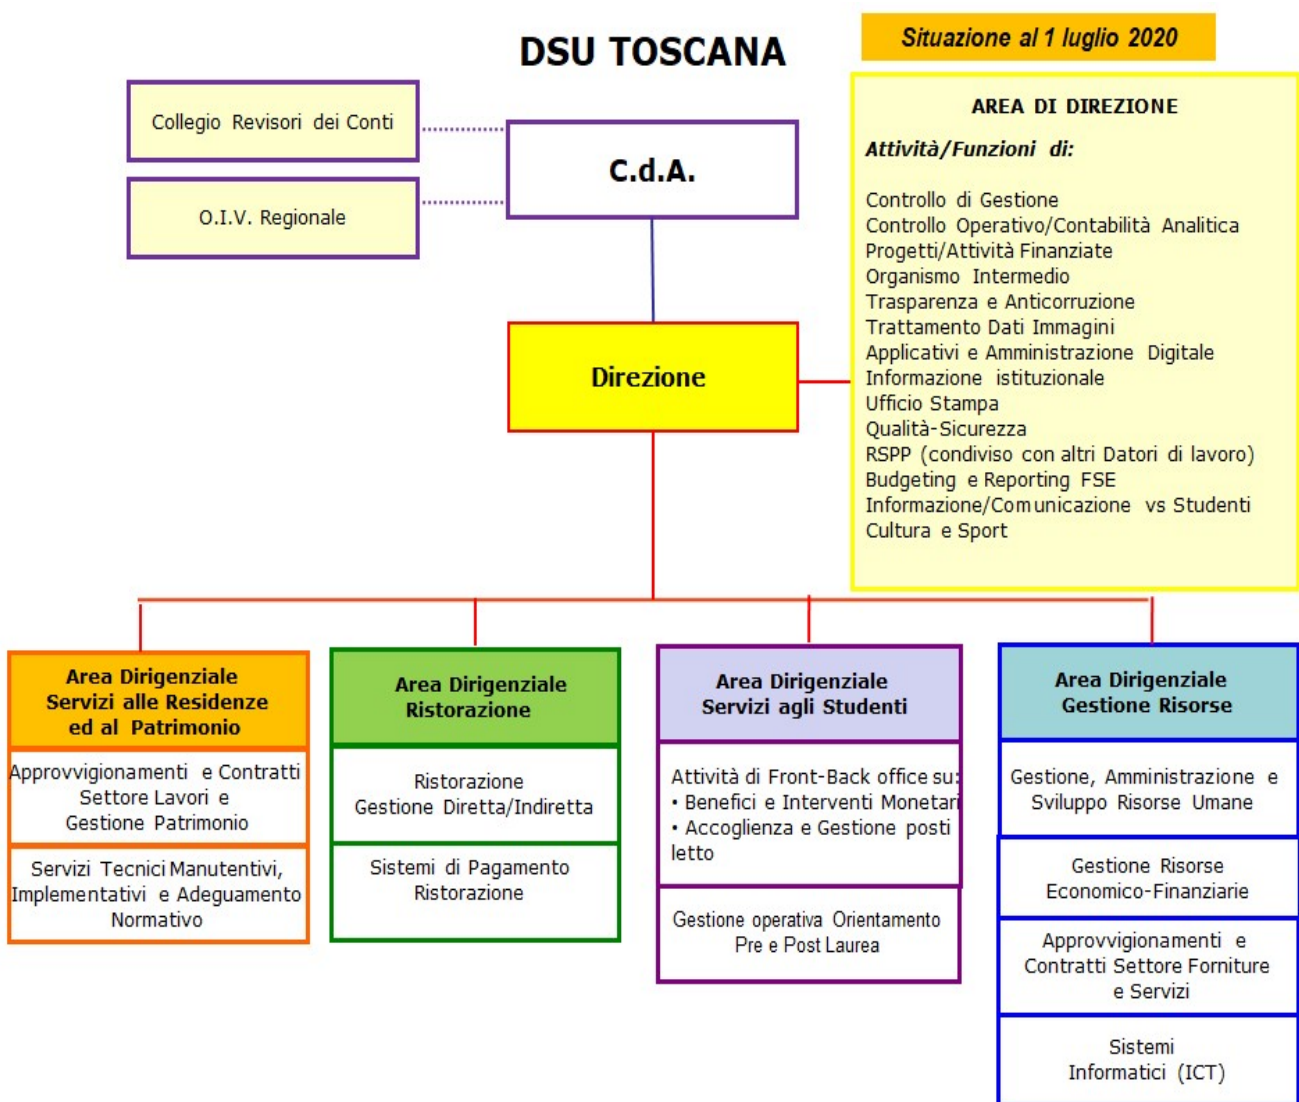 DSU TOSCANA
Situazione al 1 luglio 2020
Collegio Revisori dei Conti
O.I.V. Regionale
C.d.A.
Direzione
AREA DI DIREZIONE
Attività/Funzioni di:
Controllo di Gestione
Controllo Operativo/Contabilità Analitica
Progetti/Attività Finanziate
Organismo Intermedio
Trasparenza e Anticorruzione
Trattamento Dati Immagini
Applicativi e Amministrazione Digitale
Informazione istituzionale
Ufficio Stampa
Qualità-Sicurezza
RSPP (condiviso con altri Datori di lavoro)
Budgeting e Reporting FSE
Informazione/Comunicazione vs Studenti
Cultura e Sport
Area Dirigenziale
Servizi alle Residenze
ed al Patrimonio
Approvvigionamenti e Contratti
Settore Lavori e
Gestione Patrimonio
Servizi Tecnici Manutentivi,
Implementativi e Adeguamento
Normativo
Area Dirigenziale
Ristorazione
Ristorazione
Gestione Diretta/Indiretta
Sistemi di Pagamento
Ristorazione
Area Dirigenziale
Servizi agli Studenti
Attività di Front-Back office su:
• Benefici e Interventi Monetari
• Accoglienza e Gestione posti
letto
Gestione operativa Orientamento
Pre e Post Laurea
Area Dirigenziale
Gestione Risorse
Gestione, Amministrazione e
Sviluppo Risorse Umane
Gestione Risorse
Economico-Finanziarie
Approvvigionamenti e
Contratti Settore Forniture
e Servizi
Sistemi
Informatici (ICT)